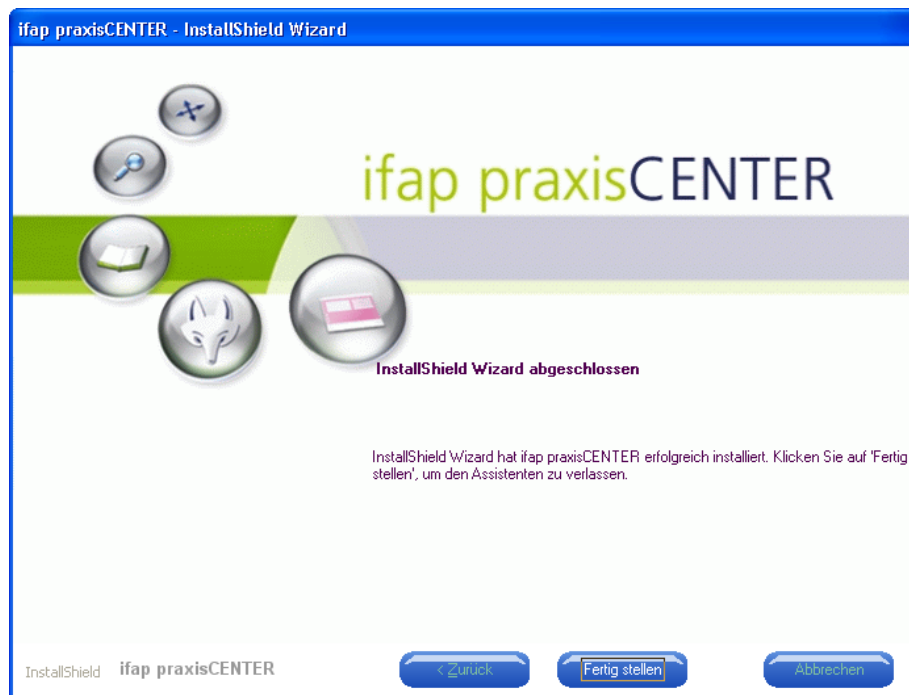 ifap praxisCENTER - InstallShield Wizard
ifap praxisCENTER
InstallShield Wizard abgeschlossen
InstallShield Wizard hat ifap praxisCENTER erfolgreich installiert. Klicken Sie auf 'Fertig
stellen', um den Assistenten zu verlassen.
InstallShield ifap praxisCENTER
< Zurück
Fertig stellen
Abbrechen